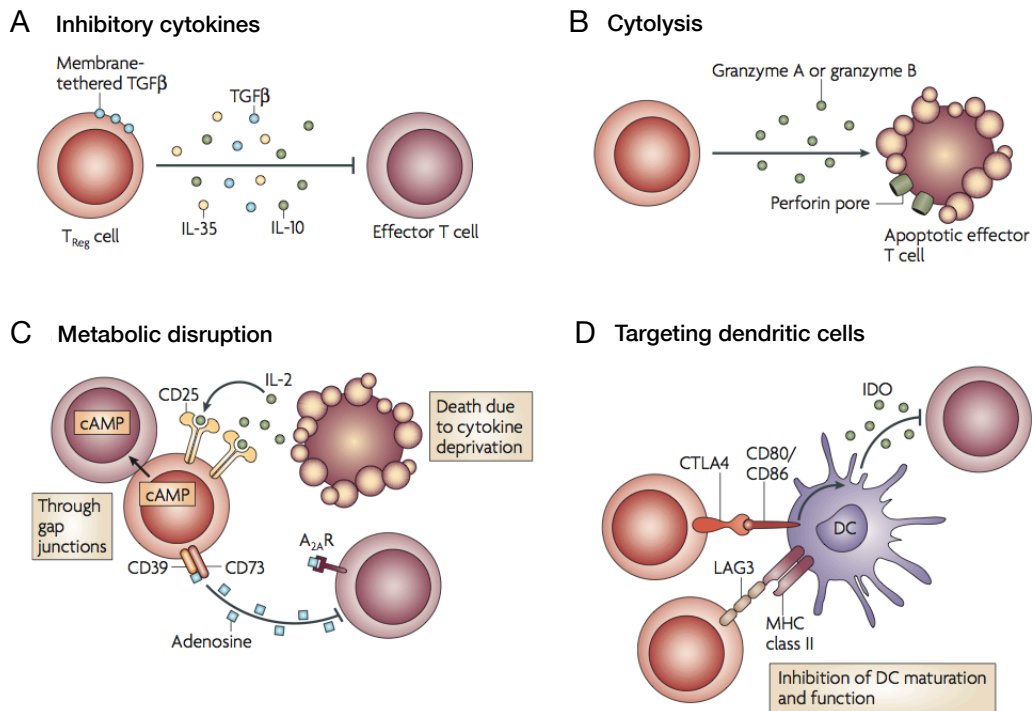 A Inhibitory cytokines
Membrane-
tethered TGFβ
TGFβ
IL-35
IL-10
TReg cell
Effector T cell
B Cytolysis
Granzyme A or granzyme B
Perforin pore
Apoptotic effector
T cell
C Metabolic disruption
CD25
IL-2
cAMP
Death due
to cytokine
deprivation
cAMP
Through
gap
junctions
CD39
CD73
A2AR
Adenosine
D Targeting dendritic cells
IDO
CTLA4
CD80/
CD86
DC
LAG3
MHC
class II
Inhibition of DC maturation
and function